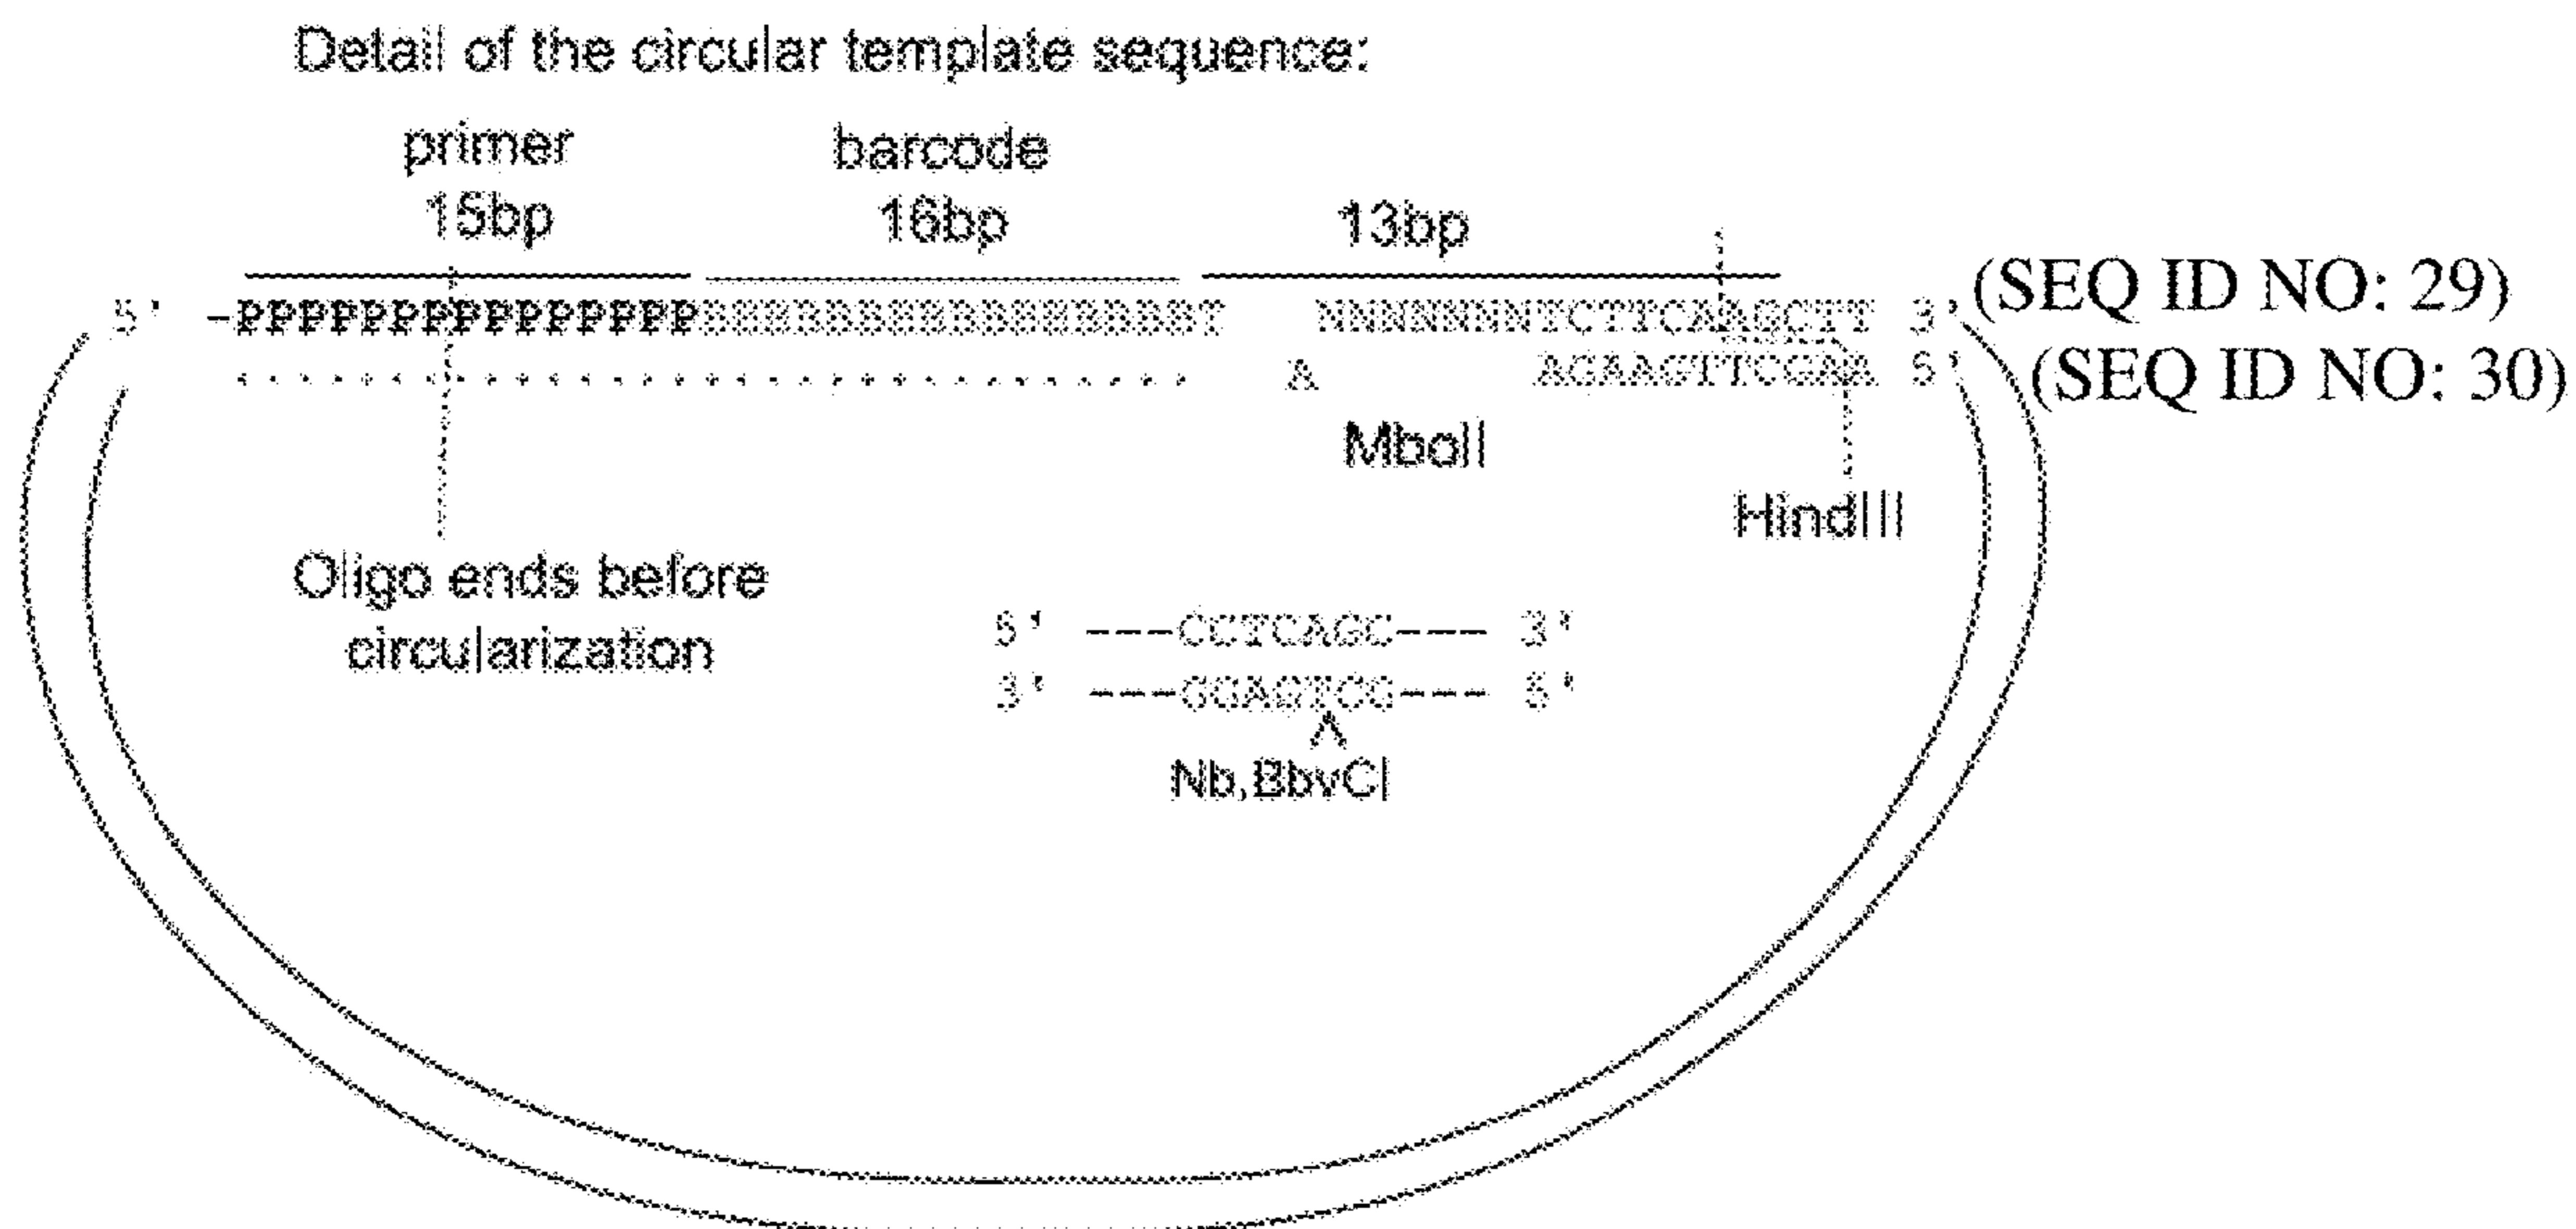 Detail of the circular template sequence:
primer barcode
15bp 16bp 13bp
5' -PPPPPPPPPPPPPPPBBBBBBBBBBBBBBBBT NNNNNNNTCTTCAAGCTT 3' (SEQ ID NO: 29)
............................... A AGAAGTTCGAA 5' (SEQ ID NO: 30)
MboII
HindIII
Oligo ends before
circularization
5' ---CCTCAGC--- 3'
3' ---GGAGTCG--- 5'
^
Nb.BbvCI